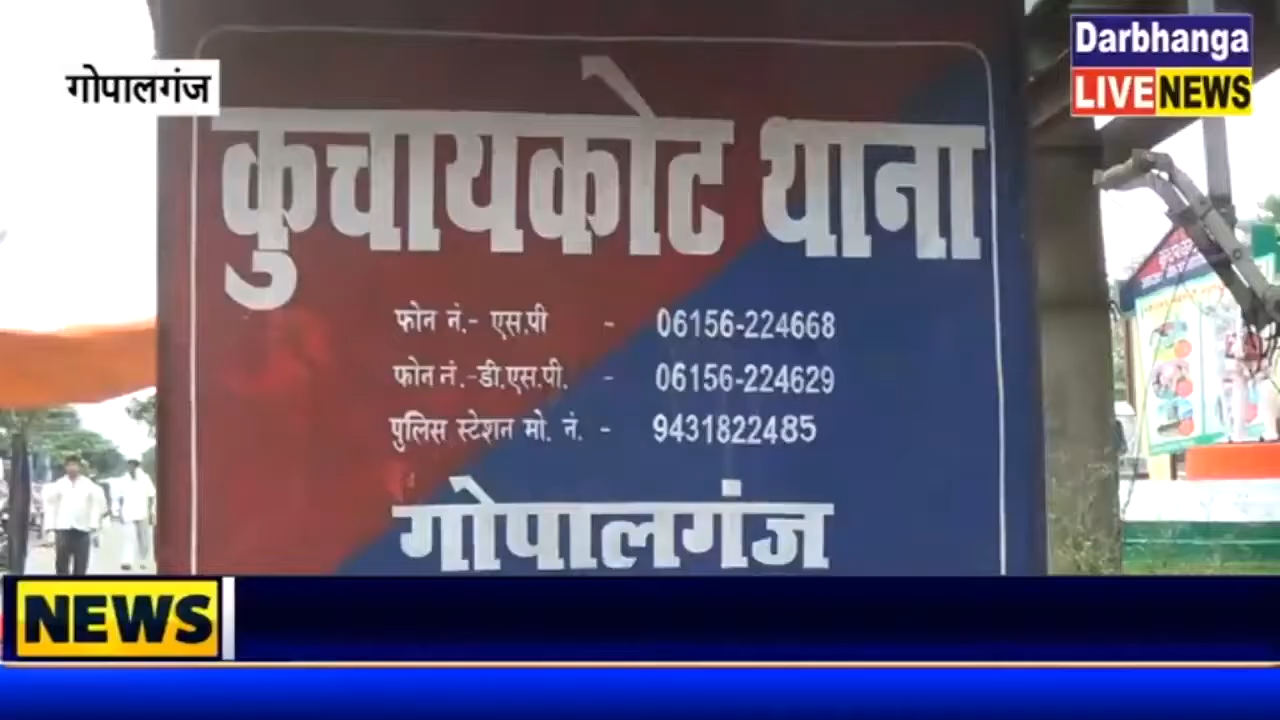 Darbhanga
LIVE NEWS
गोपालगंज
कुचायकोट थाना
फोन नं.- एस.पी - 06156-224668
फोन नं.-डी.एस.पी. - 06156-224629
पुलिस स्टेशन मो. नं. - 9431822485
गोपालगंज
NEWS